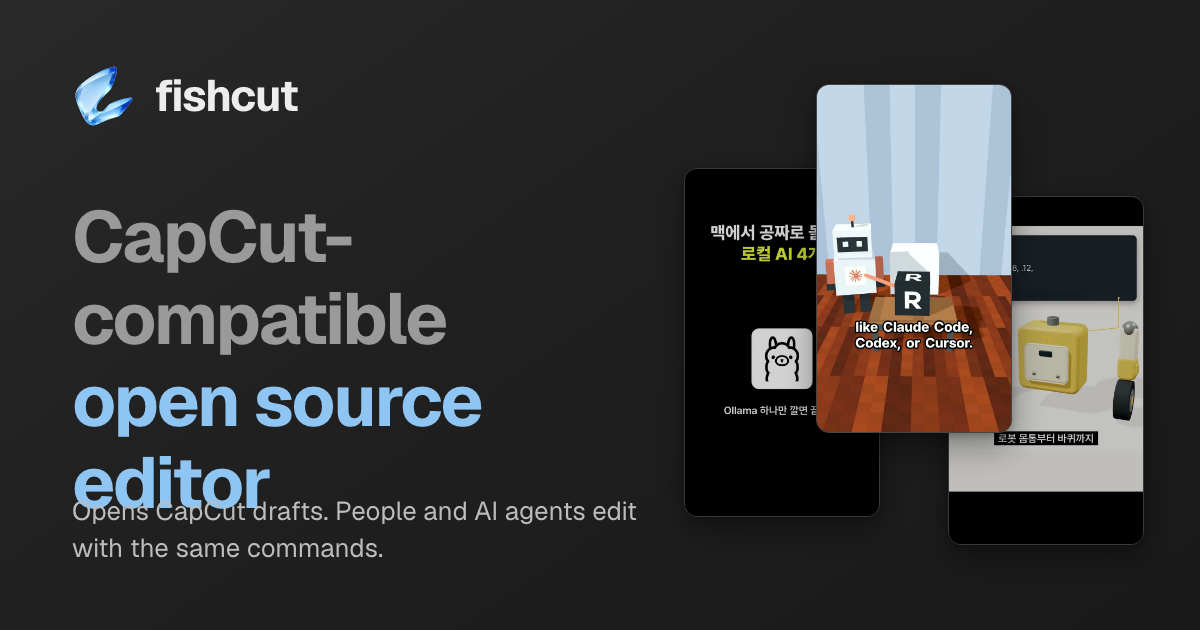 fishcut
CapCut-
compatible
open source
editor
Opens CapCut drafts. People and AI agents edit
with the same commands.
맥에서 공짜로
로컬 AI
Ollama 하나만 깔면
R
R
like Claude Code,
Codex, or Cursor.
8, .12,
로봇 몸통부터 바퀴까지